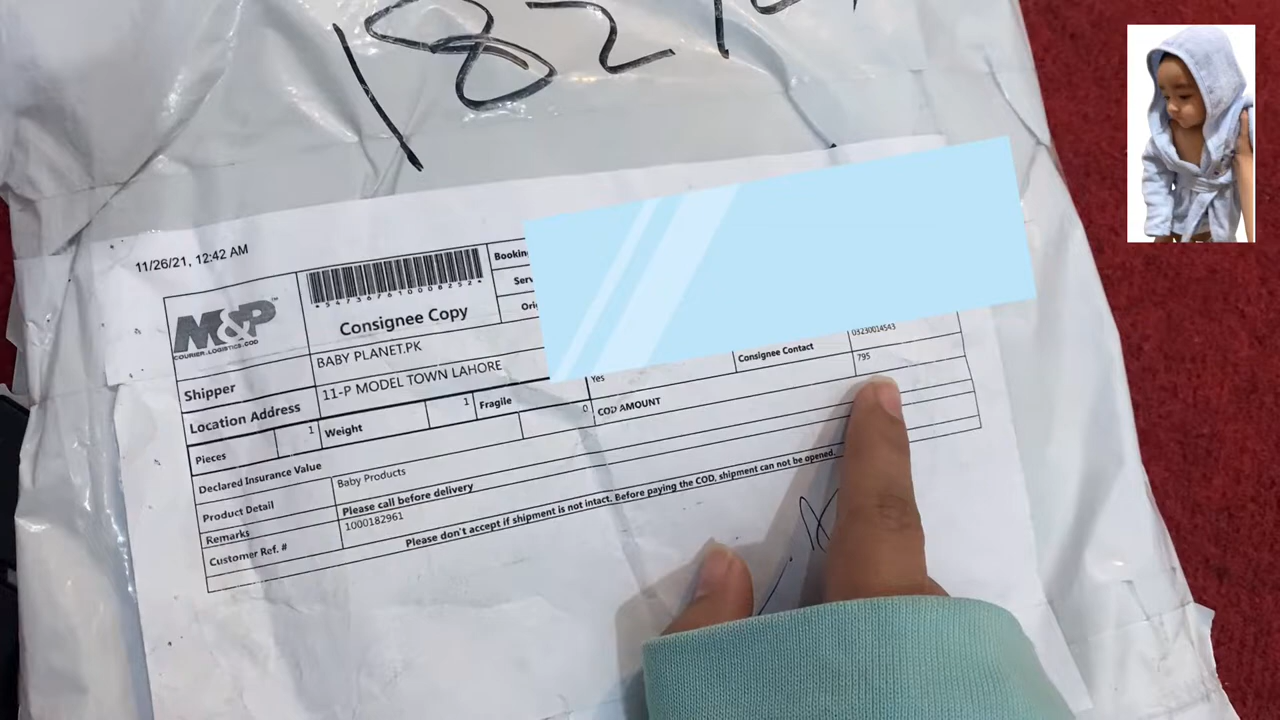 182
11/26/21, 12:42 AM
M&P™
COURIER.LOGISTICS.COD
Consignee Copy
Shipper
BABY PLANET.PK
Location Address
11-P MODEL TOWN LAHORE
Yes
Consignee Contact
03230014543
Pieces
1
Weight
1
Fragile
0
COD AMOUNT
795
Declared Insurance Value
Product Detail
Baby Products
Remarks
Please call before delivery
Customer Ref. #
1000182961
Please don't accept if shipment is not intact. Before paying the COD, shipment can not be opened.